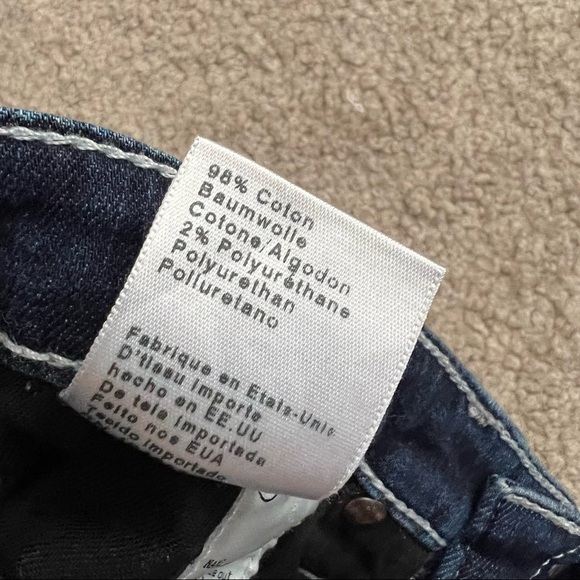 98% Coton
Baumwolle
Cotone/Algodon
2% Polyuréthane
Polyurethan
Poliuretano
Fabrique en Etats-Unis
D'tissu importe
hecho en EE.UU
De tele importada
Feito nos EUA
Tecido importado